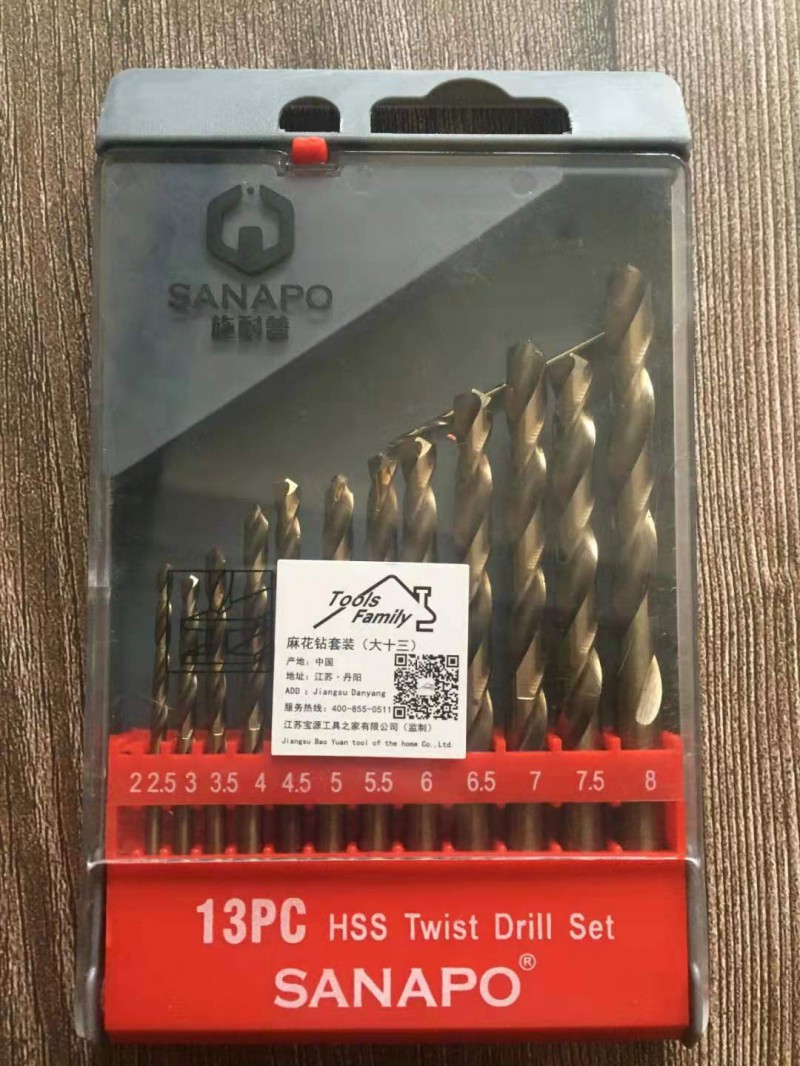 SANAPO
施耐普
Tools
Family
麻花钻套装（大十三）
产地：中国
地址：江苏·丹阳
ADD：Jiangsu Danyang
服务热线：400-855-0511
江苏宝源工具之家有限公司（监制）
Jiangsu Bao Yuan tool of the home Co.,Ltd.
2 2.5 3 3.5 4 4.5 5 5.5 6 6.5 7 7.5 8
13PC HSS Twist Drill Set
SANAPO®